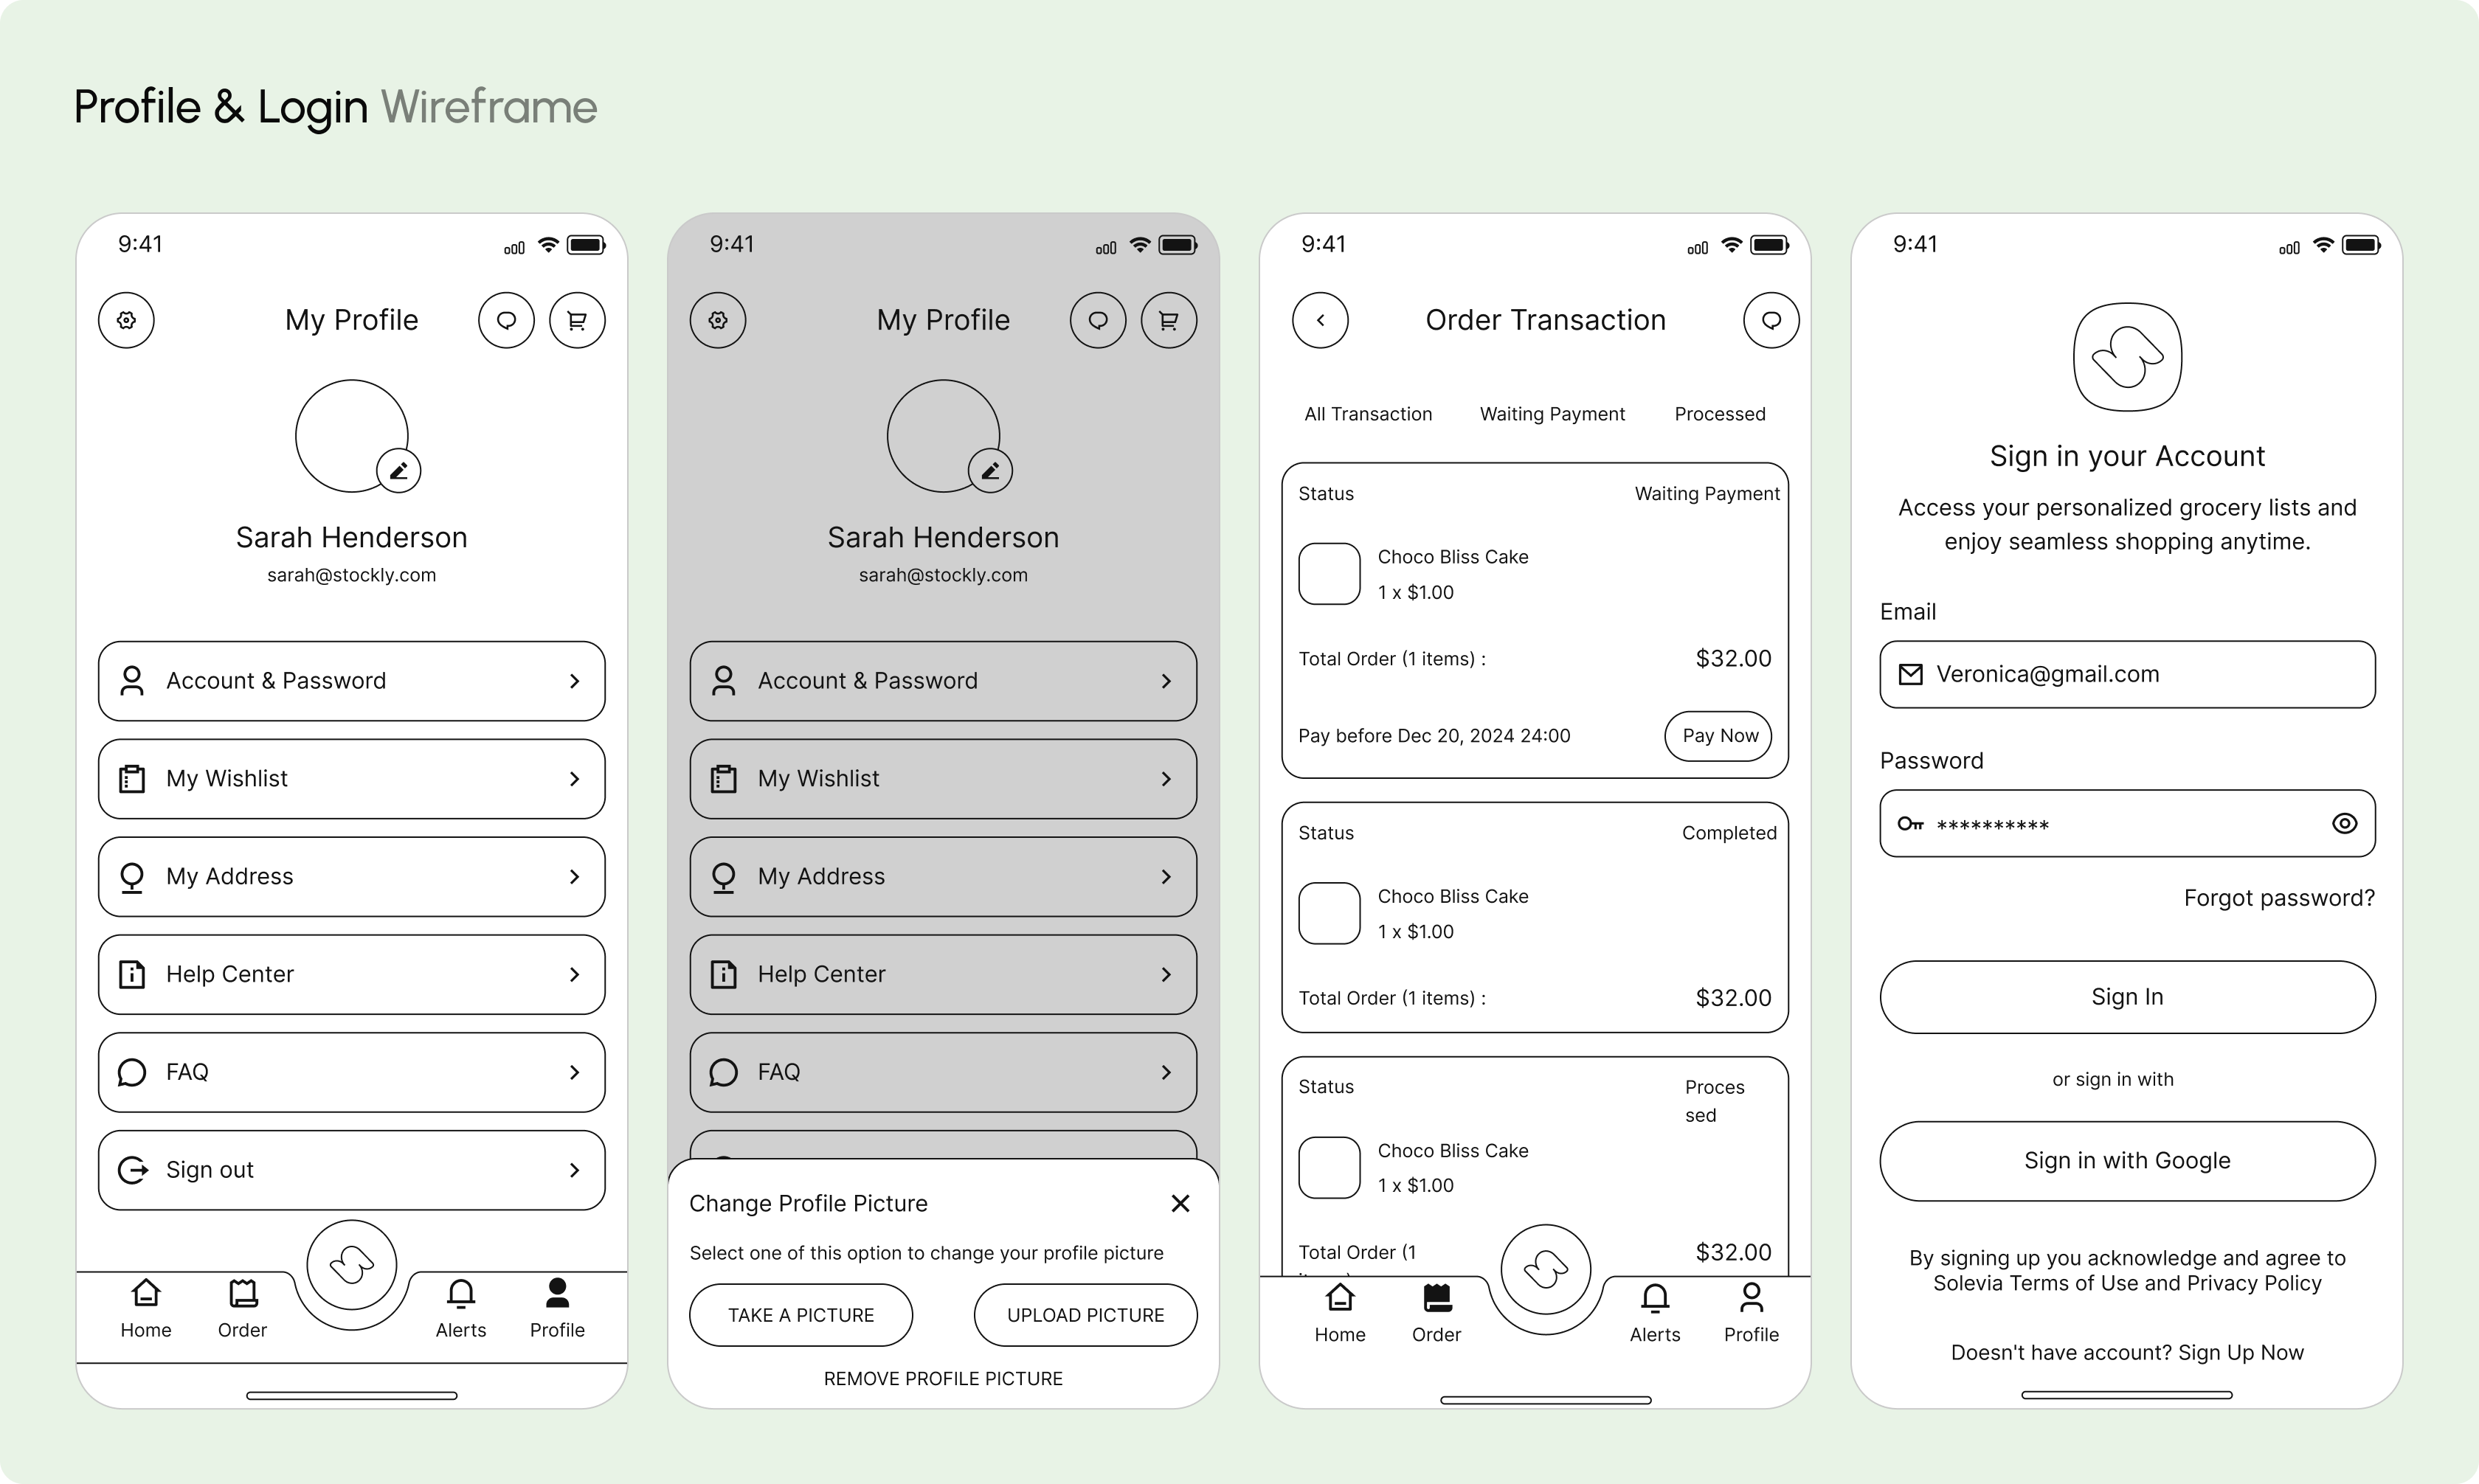 Profile & Login Wireframe
9:41
My Profile
Sarah Henderson
sarah@stockly.com
Account & Password
My Wishlist
My Address
Help Center
FAQ
Sign out
Home
Order
Alerts
Profile
9:41
My Profile
Sarah Henderson
sarah@stockly.com
Account & Password
My Wishlist
My Address
Help Center
FAQ
Change Profile Picture
Select one of this option to change your profile picture
TAKE A PICTURE
UPLOAD PICTURE
REMOVE PROFILE PICTURE
9:41
Order Transaction
All Transaction
Waiting Payment
Processed
Status
Waiting Payment
Choco Bliss Cake
1 x $1.00
Total Order (1 items) :
$32.00
Pay before Dec 20, 2024 24:00
Pay Now
Status
Completed
Choco Bliss Cake
1 x $1.00
Total Order (1 items) :
$32.00
Status
Proces
sed
Choco Bliss Cake
1 x $1.00
Total Order (1
$32.00
Home
Order
Alerts
Profile
9:41
Sign in your Account
Access your personalized grocery lists and
enjoy seamless shopping anytime.
Email
Veronica@gmail.com
Password
**********
Forgot password?
Sign In
or sign in with
Sign in with Google
By signing up you acknowledge and agree to
Solevia Terms of Use and Privacy Policy
Doesn't have account? Sign Up Now